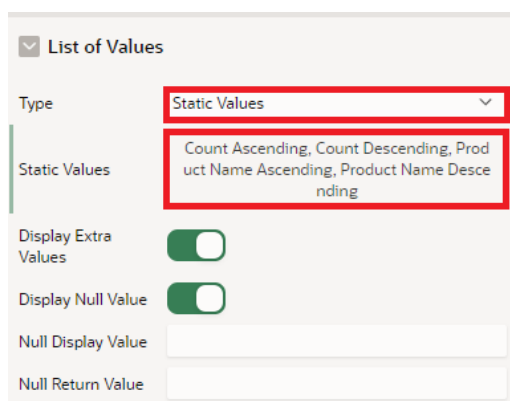 List of Values
Type
Static Values
Static Values
Count Ascending, Count Descending, Prod
uct Name Ascending, Product Name Desce
nding
Display Extra
Values
Display Null Value
Null Display Value
Null Return Value